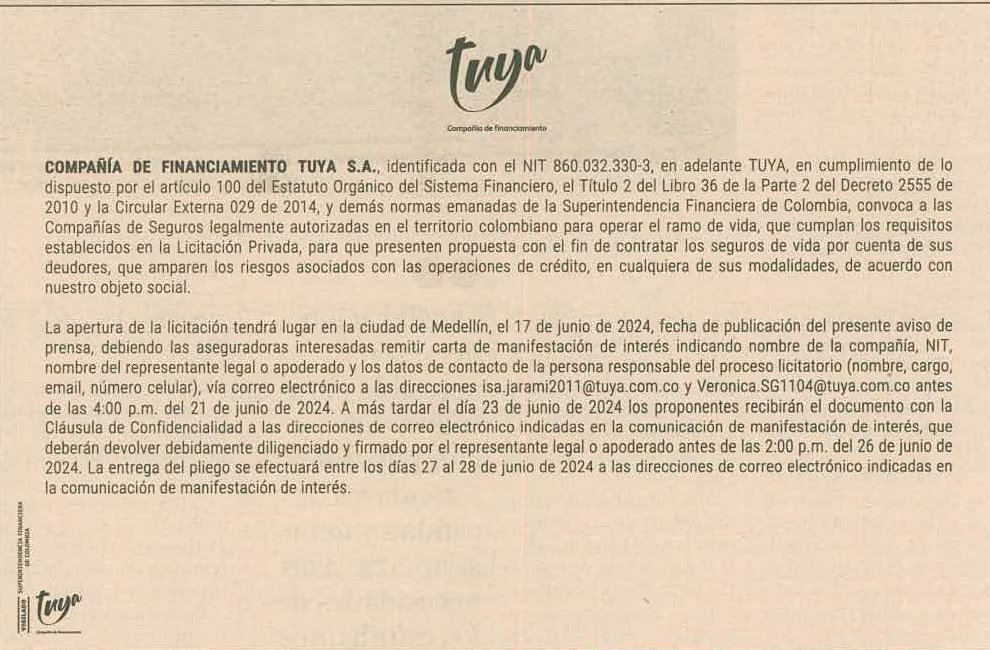 tuya
Compañía de financiamiento
COMPAÑÍA DE FINANCIAMIENTO TUYA S.A., identificada con el NIT 860.032.330-3, en adelante TUYA, en cumplimiento de lo
dispuesto por el artículo 100 del Estatuto Orgánico del Sistema Financiero, el Título 2 del Libro 36 de la Parte 2 del Decreto 2555 de
2010 y la Circular Externa 029 de 2014, y demás normas emanadas de la Superintendencia Financiera de Colombia, convoca a las
Compañías de Seguros legalmente autorizadas en el territorio colombiano para operar el ramo de vida, que cumplan los requisitos
establecidos en la Licitación Privada, para que presenten propuesta con el fin de contratar los seguros de vida por cuenta de sus
deudores, que amparen los riesgos asociados con las operaciones de crédito, en cualquiera de sus modalidades, de acuerdo con
nuestro objeto social.
La apertura de la licitación tendrá lugar en la ciudad de Medellín, el 17 de junio de 2024, fecha de publicación del presente aviso de
prensa, debiendo las aseguradoras interesadas remitir carta de manifestación de interés indicando nombre de la compañía, NIT,
nombre del representante legal o apoderado y los datos de contacto de la persona responsable del proceso licitatorio (nombre, cargo,
email, número celular), vía correo electrónico a las direcciones isa.jarami2011@tuya.com.co y Veronica.SG1104@tuya.com.co antes
de las 4:00 p.m. del 21 de junio de 2024. A más tardar el día 23 de junio de 2024 los proponentes recibirán el documento con la
Cláusula de Confidencialidad a las direcciones de correo electrónico indicadas en la comunicación de manifestación de interés, que
deberán devolver debidamente diligenciado y firmado por el representante legal o apoderado antes de las 2:00 p.m. del 26 de junio de
2024. La entrega del pliego se efectuará entre los días 27 al 28 de junio de 2024 a las direcciones de correo electrónico indicadas en
la comunicación de manifestación de interés.
VIGILADO SUPERINTENDENCIA FINANCIERA
DE COLOMBIA
tuya
Compañía de financiamiento